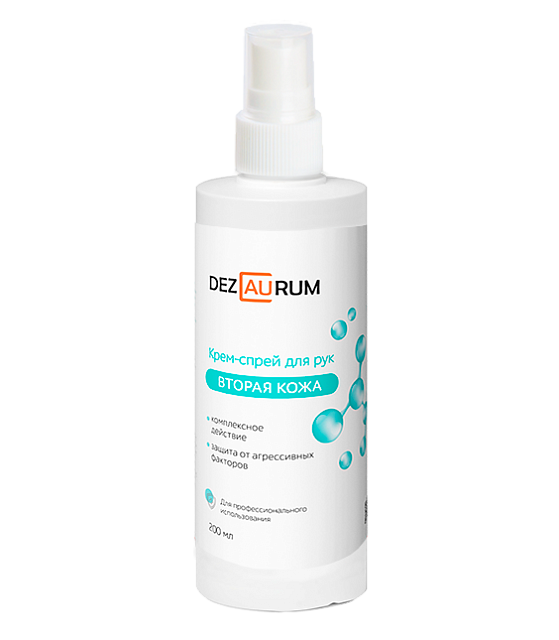 DEZAURUM
Крем-спрей для рук
ВТОРАЯ КОЖА
• комплексное
действие
• защита от агрессивных
факторов
Для профессионального
использования
200 мл